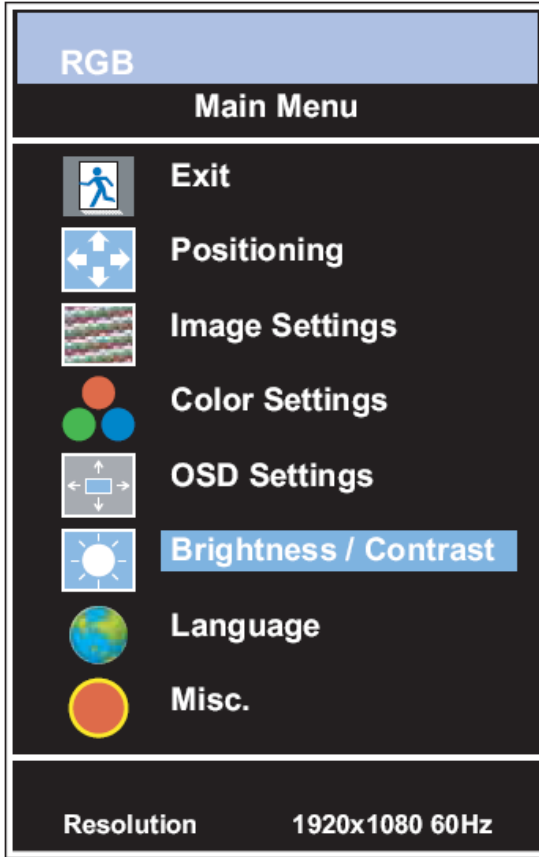 RGB
Main Menu
Exit
Positioning
Image Settings
Color Settings
OSD Settings
Brightness / Contrast
Language
Misc.
Resolution 1920x1080 60Hz